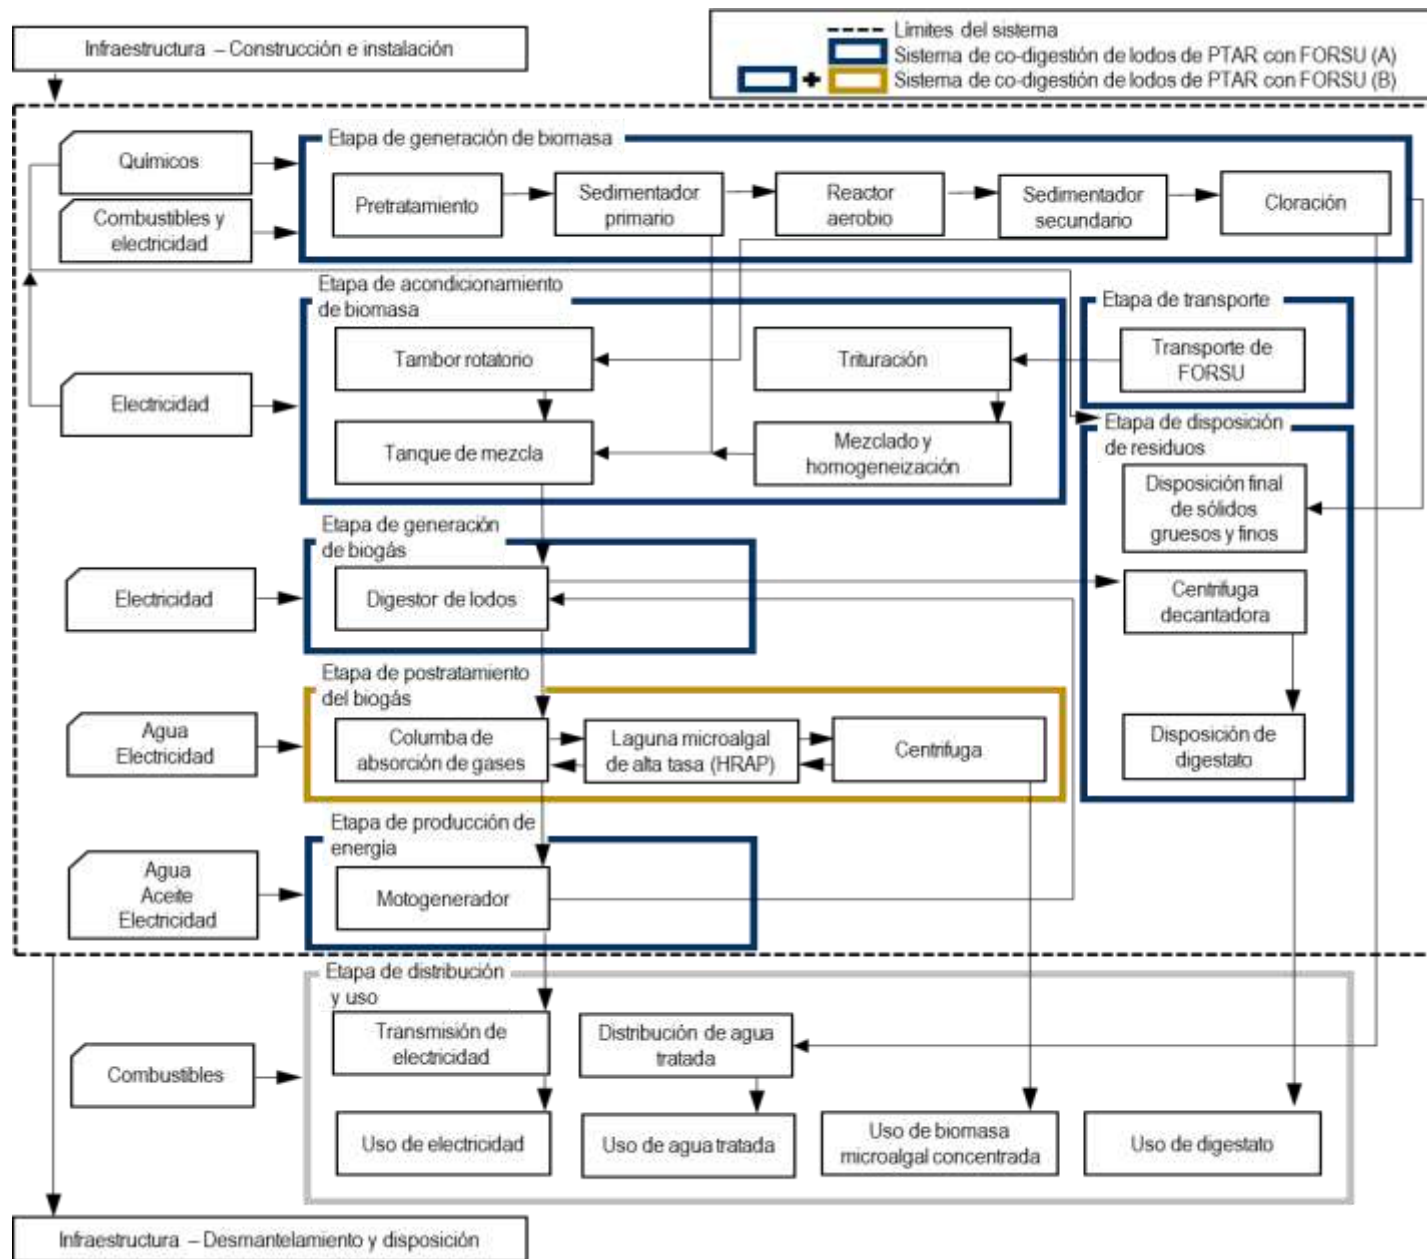 Infraestructura – Construcción e instalación
Límites del sistema
Sistema de co-digestión de lodos de PTAR con FORSU (A)
+
Sistema de co-digestión de lodos de PTAR con FORSU (B)
Etapa de generación de biomasa
Químicos
Combustibles y
electricidad
Pretratamiento
Sedimentador
primario
Reactor
aerobio
Sedimentador
secundario
Cloración
Etapa de acondicionamiento
de biomasa
Electricidad
Tambor rotatorio
Trituración
Tanque de mezcla
Mezclado y
homogeneización
Etapa de transporte
Transporte de
FORSU
Etapa de disposición
de residuos
Disposición final
de sólidos
gruesos y finos
Centrifuga
decantadora
Disposición de
digestato
Etapa de generación
de biogás
Electricidad
Digestor de lodos
Etapa de postratamiento
del biogás
Agua
Electricidad
Columba de
absorción de gases
Laguna microalgal
de alta tasa (HRAP)
Centrifuga
Etapa de producción de
energía
Agua
Aceite
Electricidad
Motogenerador
Etapa de distribución
y uso
Combustibles
Transmisión de
electricidad
Distribución de agua
tratada
Uso de electricidad
Uso de agua tratada
Uso de biomasa
microalgal concentrada
Uso de digestato
Infraestructura – Desmantelamiento y disposición